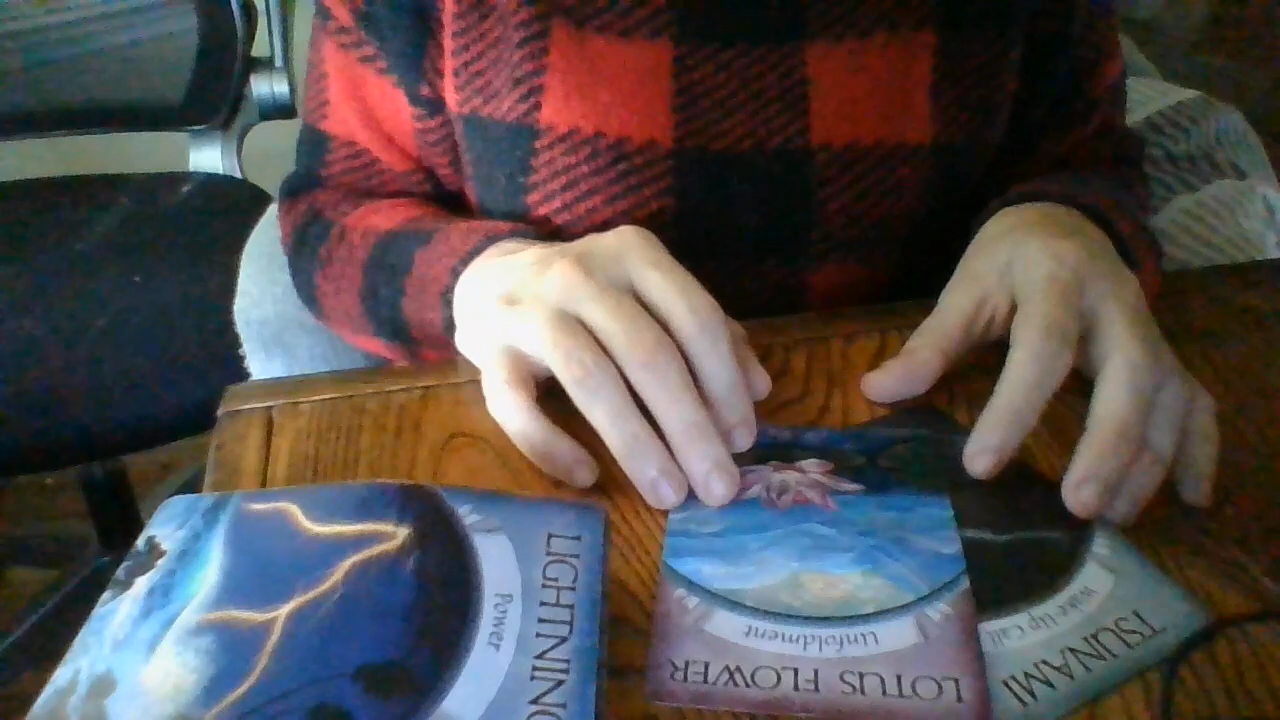 LIGHTNING
Power
LOTUS FLOWER
Unfoldment
TSUNAMI
Wake-Up Call